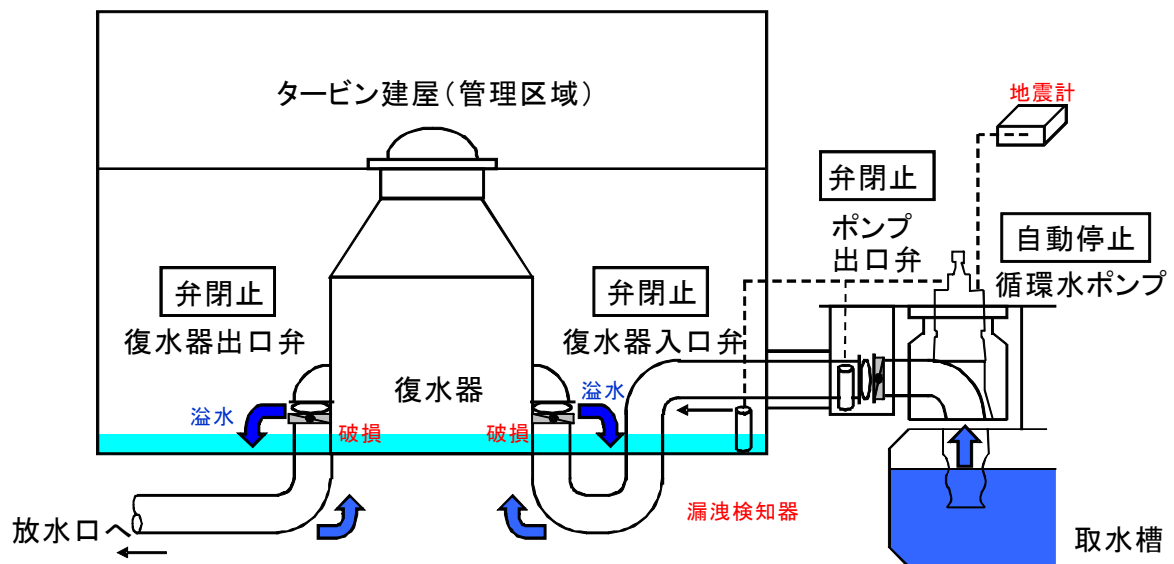 タービン建屋(管理区域)
地震計
弁閉止
ポンプ
出口弁
自動停止
循環水ポンプ
弁閉止
復水器出口弁
弁閉止
復水器入口弁
復水器
溢水
溢水
破損
破損
漏洩検知器
放水口へ
取水槽